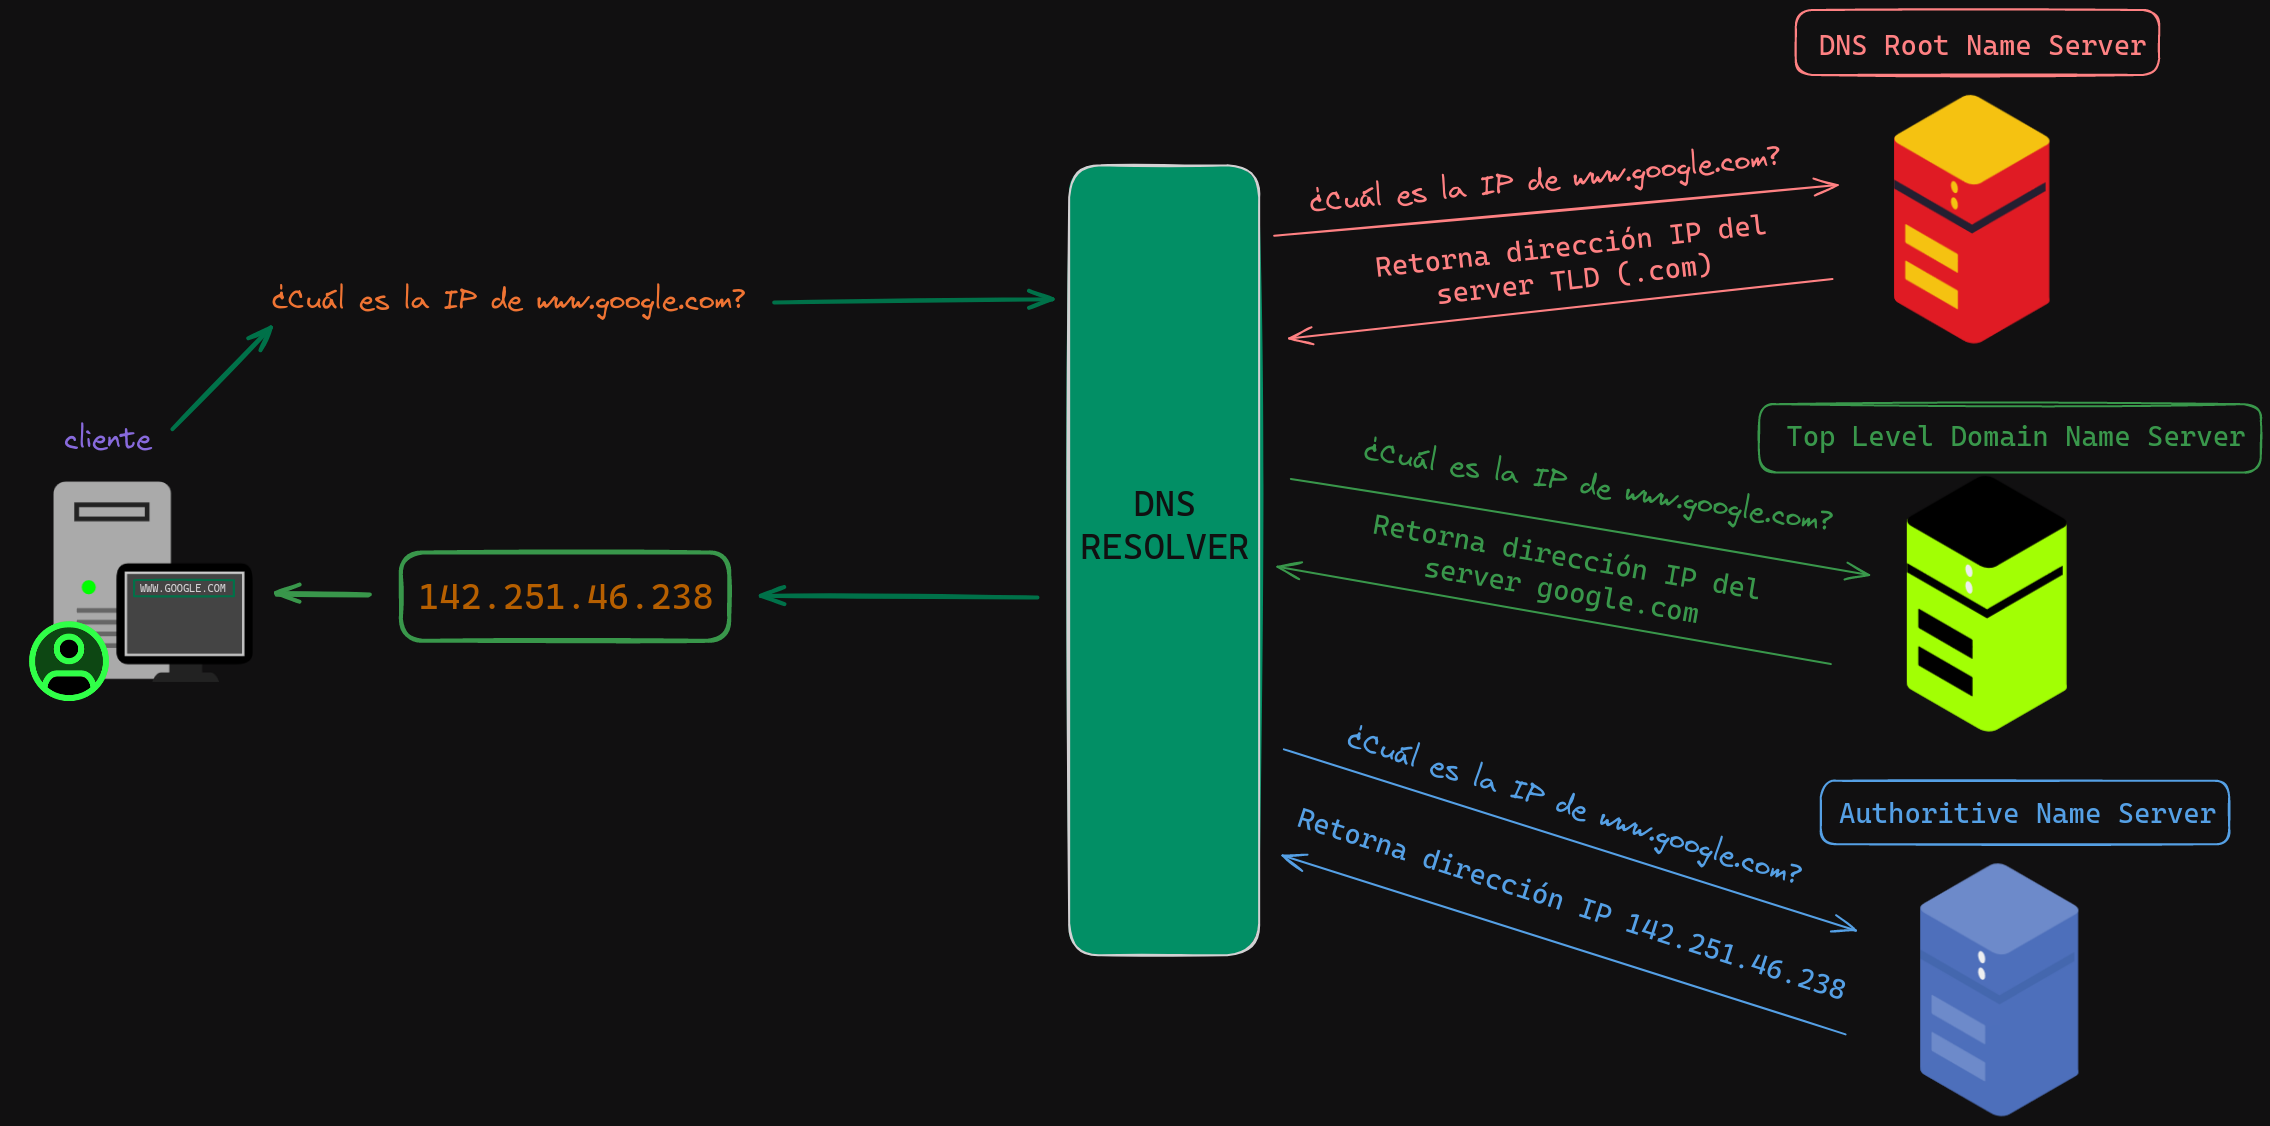 DNS Root Name Server
¿Cuál es la IP de www.google.com?
Retorna dirección IP del
server TLD (.com)
¿Cuál es la IP de www.google.com?
cliente
Top Level Domain Name Server
¿Cuál es la IP de www.google.com?
Retorna dirección IP del
server google.com
DNS
RESOLVER
WWW.GOOGLE.COM
142.251.46.238
¿Cuál es la IP de www.google.com?
Retorna dirección IP 142.251.46.238
Authoritive Name Server